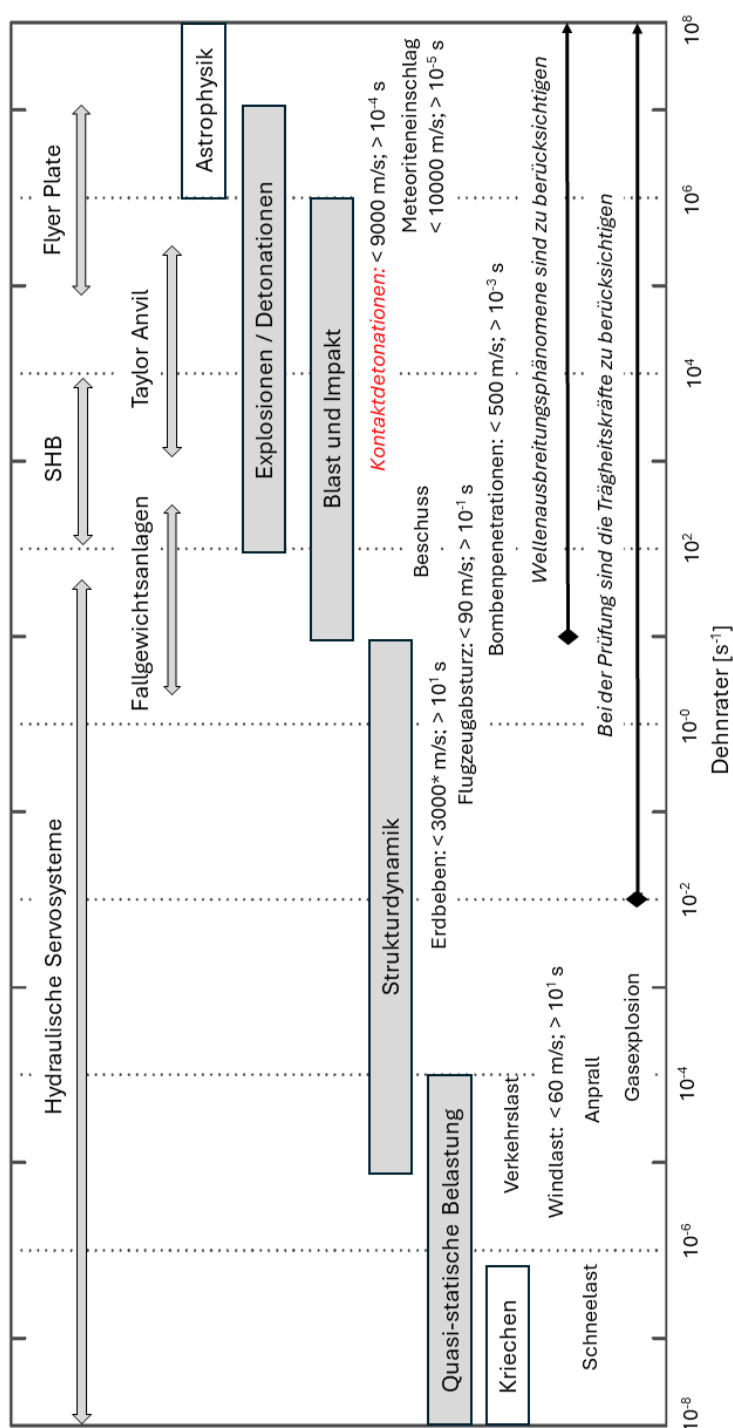 Hydraulische Servosysteme
SHB
Flyer Plate
Fallgewichtsanlagen
Taylor Anvil
Astrophysik
Explosionen / Detonationen
Blast und Impakt
Strukturdynamik
Kontaktdetonationen: < 9000 m/s; > 10⁻⁴ s
Meteoriteneinschlag
< 10000 m/s; > 10⁻⁵ s
Beschuss
Quasi-statische Belastung
Erdbeben: < 3000* m/s; > 10¹ s
Flugzeugabsturz: < 90 m/s; > 10⁻¹ s
Bombenpenetrationen: < 500 m/s; > 10⁻³ s
Kriechen
Verkehrslast
Windlast: < 60 m/s; > 10¹ s
Wellenausbreitungsphänomene sind zu berücksichtigen
Schneelast
Anprall
Bei der Prüfung sind die Trägheitskräfte zu berücksichtigen
Gasexplosion
10⁻⁸
10⁻⁶
10⁻⁴
10⁻²
10⁻⁰
10²
10⁴
10⁶
10⁸
Dehnrater [s⁻¹]